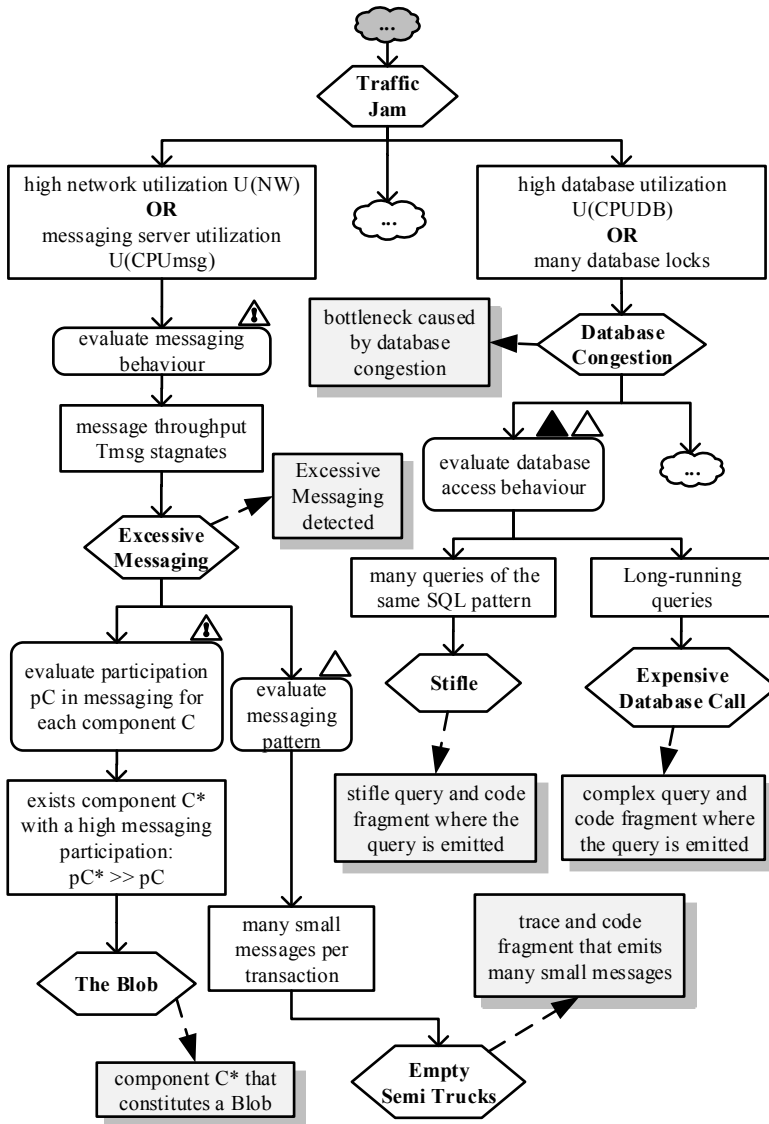 ...
Traffic
Jam
high network utilization U(NW)
OR
messaging server utilization
U(CPUmsg)
...
high database utilization
U(CPUDB)
OR
many database locks
evaluate messaging
behaviour
bottleneck caused
by database
congestion
Database
Congestion
message throughput
Tmsg stagnates
evaluate database
access behaviour
...
Excessive
Messaging
detected
Excessive
Messaging
many queries of the
same SQL pattern
Long-running
queries
evaluate participation
pC in messaging for
each component C
evaluate
messaging
pattern
Stifle
Expensive
Database Call
exists component C*
with a high messaging
participation:
pC* >> pC
stifle query and code
fragment where the
query is emitted
complex query and
code fragment where
the query is emitted
many small
messages per
transaction
trace and code
fragment that emits
many small messages
The Blob
Empty
Semi Trucks
component C* that
constitutes a Blob